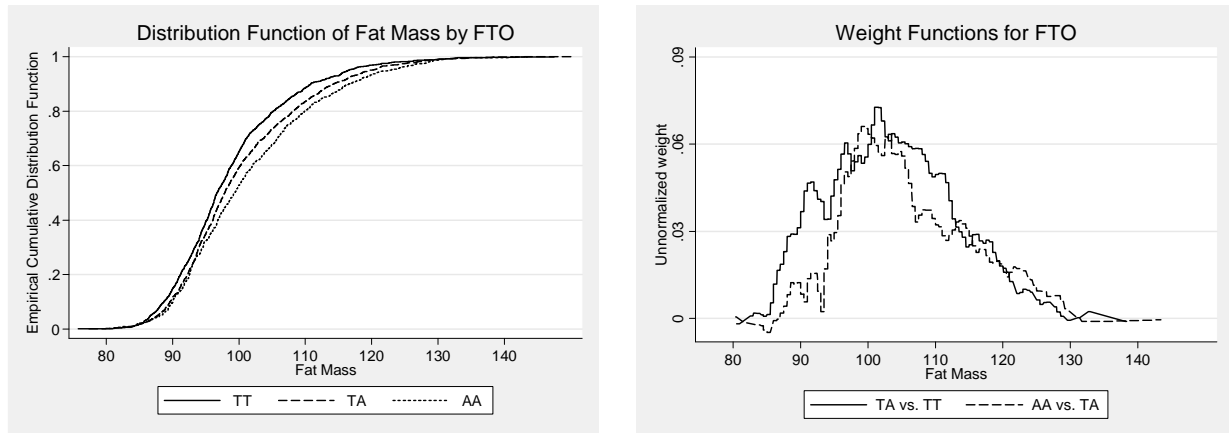 Distribution Function of Fat Mass by FTO
Empirical Cumulative Distribution Function
1
.8
.6
.4
.2
0
80 90 100 110 120 130 140
Fat Mass
TT TA AA
Weight Functions for FTO
Unnormalized weight
.09
.06
.03
0
80 90 100 110 120 130 140
Fat Mass
TA vs. TT AA vs. TA